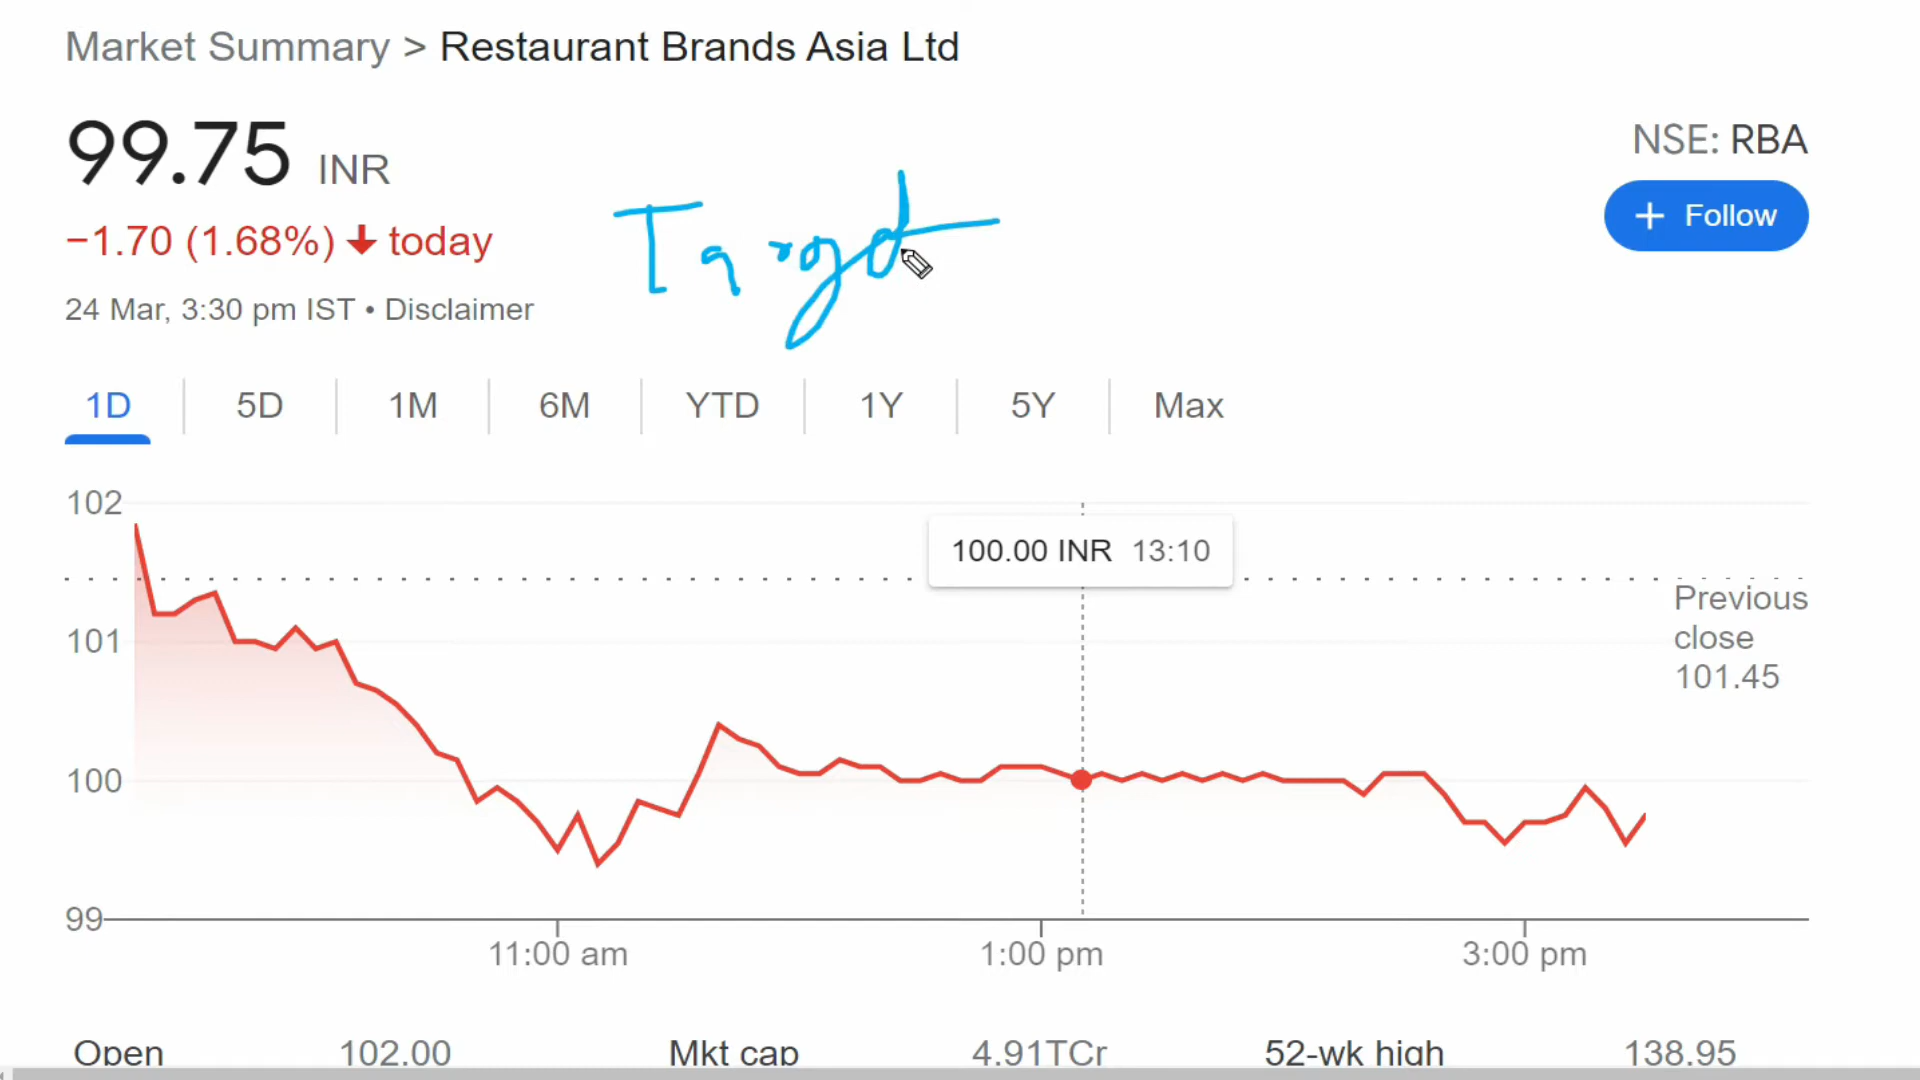 Market Summary > Restaurant Brands Asia Ltd
99.75 INR
NSE: RBA
−1.70 (1.68%) ↓ today
+ Follow
Target
24 Mar, 3:30 pm IST • Disclaimer
1D 5D 1M 6M YTD 1Y 5Y Max
102
100.00 INR 13:10
Previous
close
101.45
101
100
99
11:00 am 1:00 pm 3:00 pm
Open 102.00 Mkt cap 4.91TCr 52-wk high 138.95